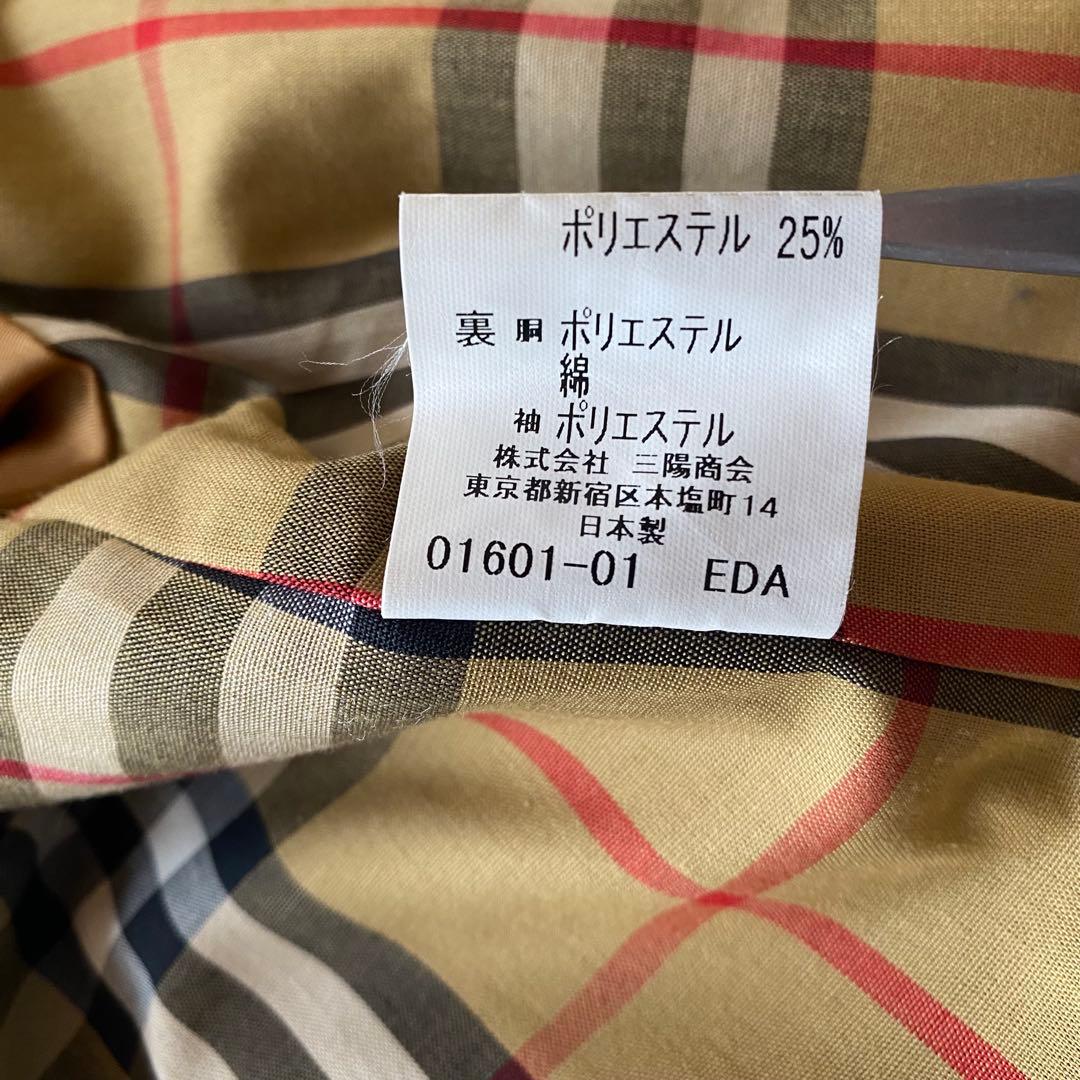 ポリエステル 25%
裏 胴 ポリエステル
綿
袖 ポリエステル
株式会社 三陽商会
東京都新宿区本塩町14
日本製
01601-01 EDA